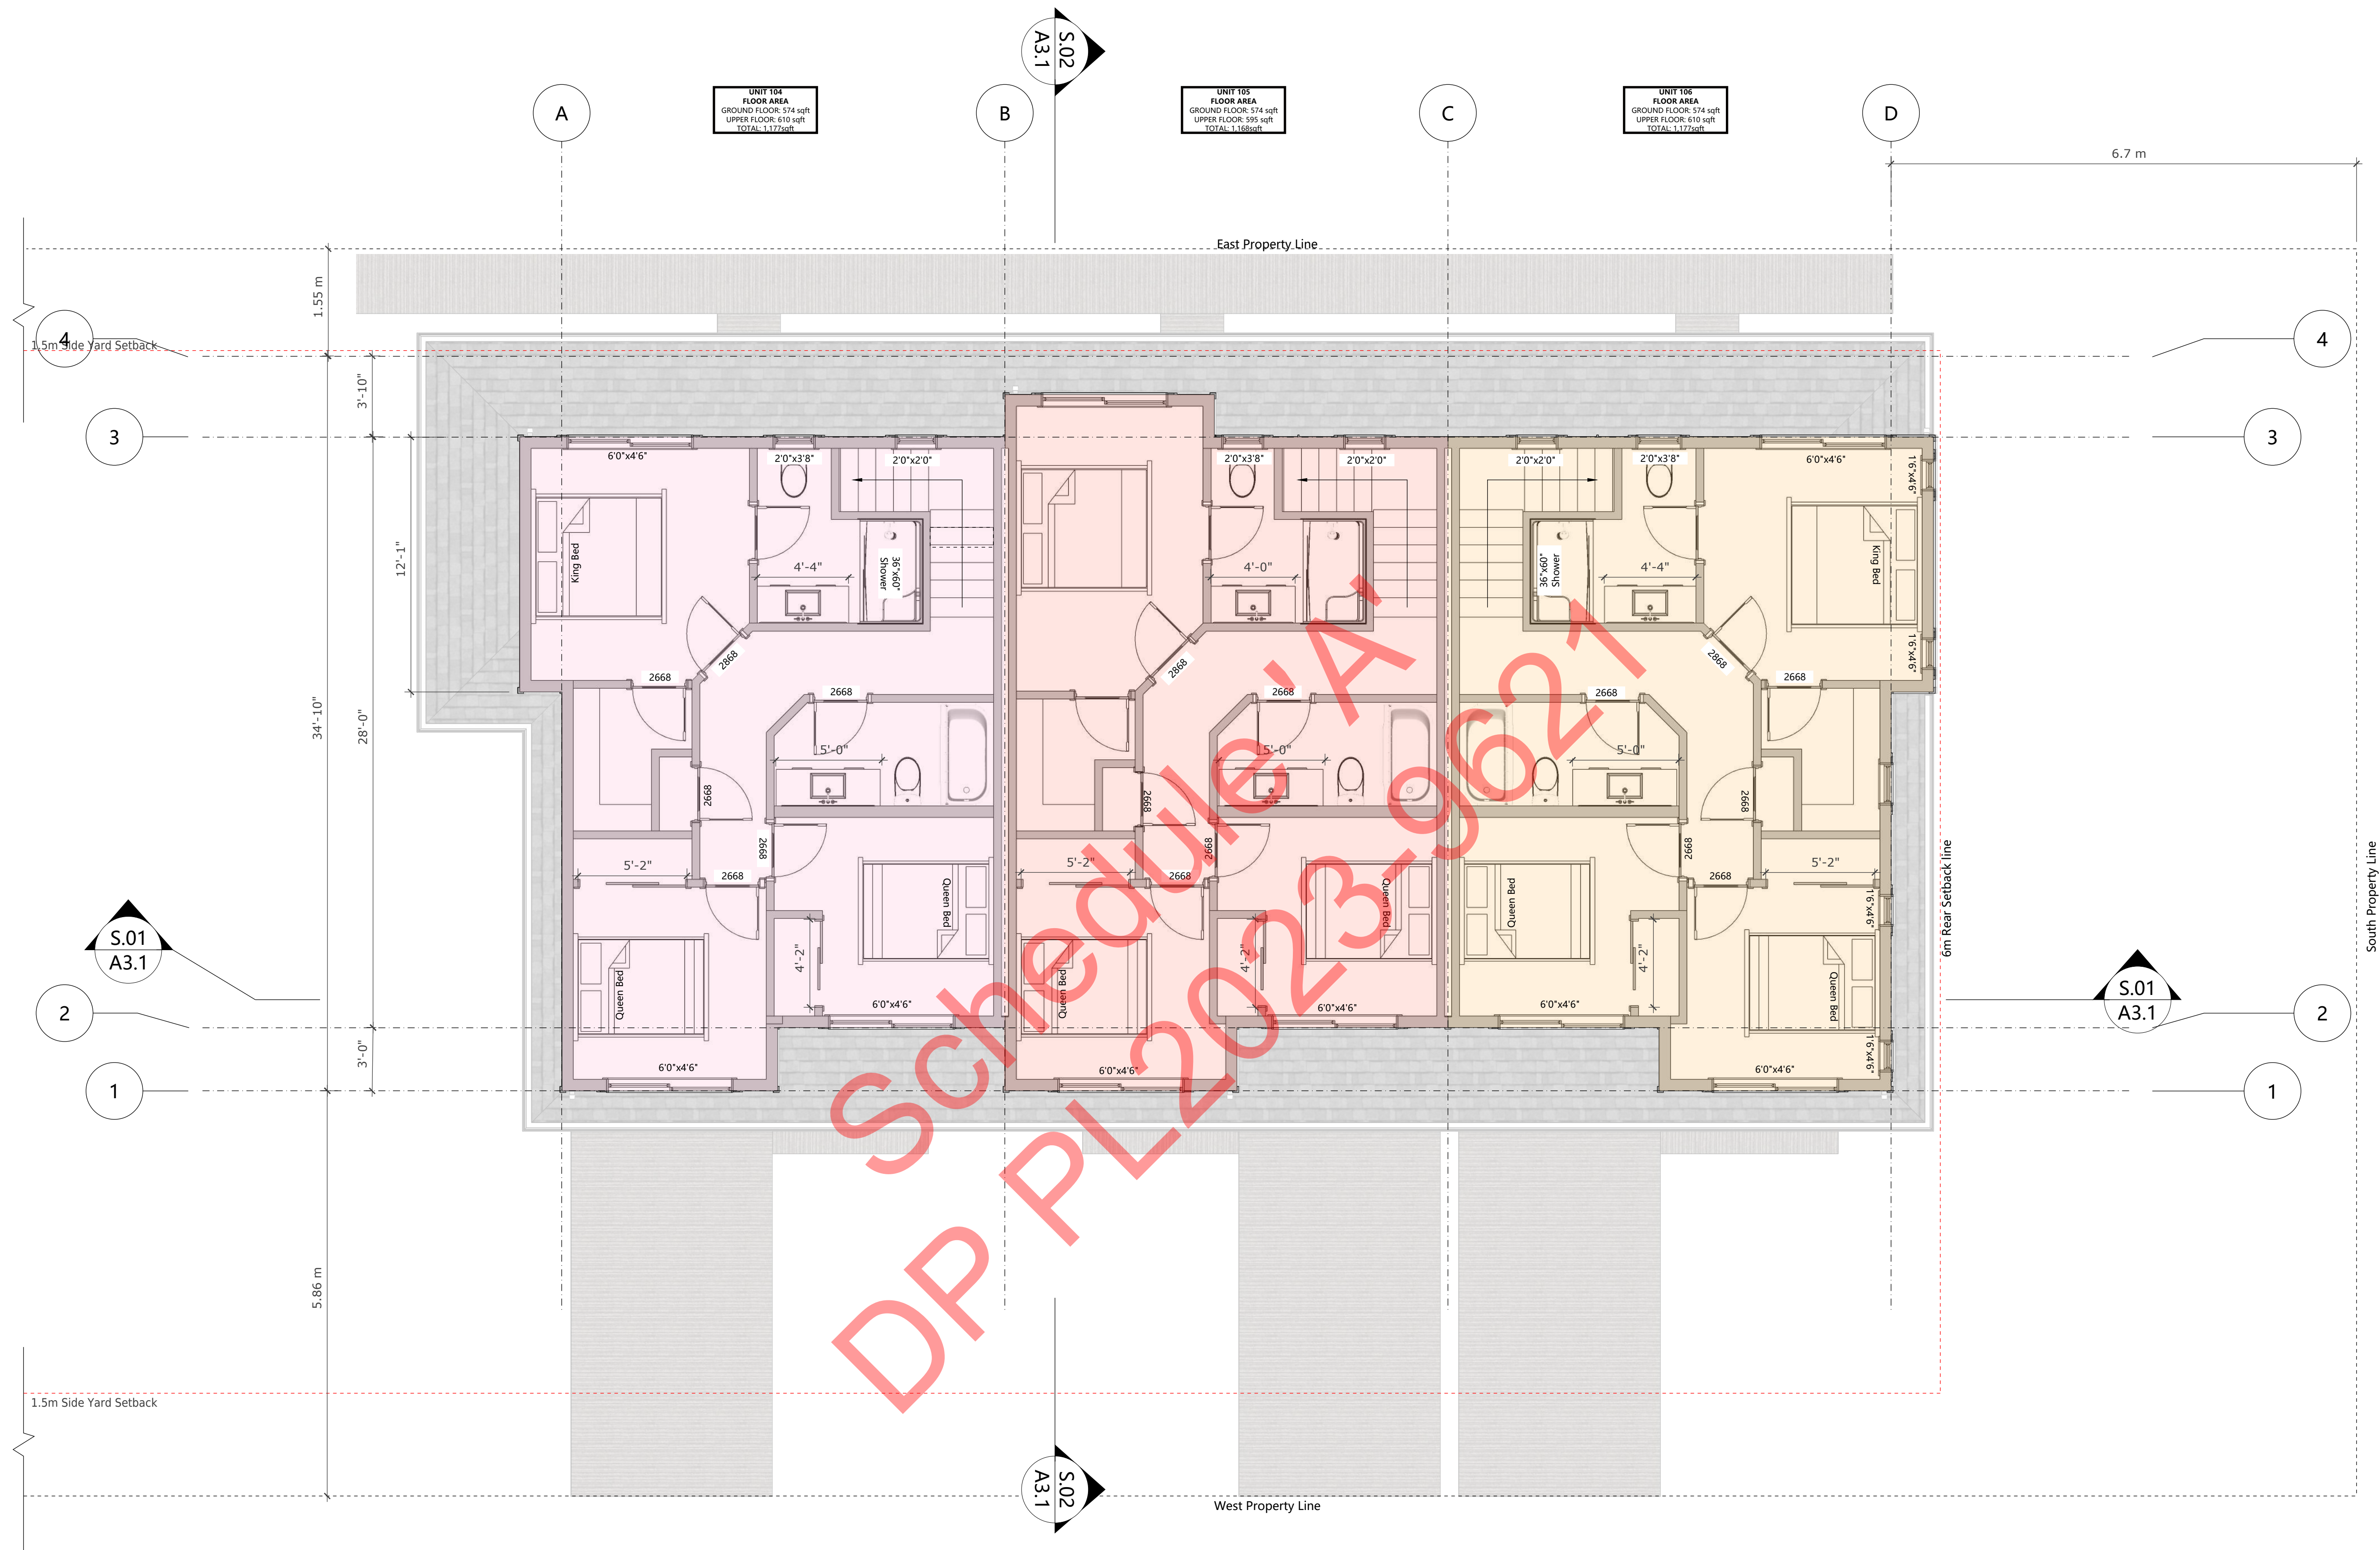 S.02
A3.1
A
B
C
D
UNIT 104
FLOOR AREA
GROUND FLOOR: 574 sqft
UPPER FLOOR: 610 sqft
TOTAL: 1,177sqft
UNIT 105
FLOOR AREA
GROUND FLOOR: 574 sqft
UPPER FLOOR: 595 sqft
TOTAL: 1,168sqft
UNIT 106
FLOOR AREA
GROUND FLOOR: 574 sqft
UPPER FLOOR: 610 sqft
TOTAL: 1,177sqft
6.7 m
East Property Line
1.55 m
4
1.5m Side Yard Setback
4
3'-10"
3
3
6'0"x4'6"
2'0"x3'8"
2'0"x2'0"
2'0"x3'8"
2'0"x2'0"
2'0"x2'0"
2'0"x3'8"
6'0"x4'6"
1'6"x4'6"
12'-1"
King Bed
4'-4"
36"x60"
Shower
4'-0"
36"x60"
Shower
4'-4"
King Bed
1'6"x4'6"
2868
2868
2868
2668
2668
2668
2668
2668
34'-10"
28'-0"
5'-0"
5'-0"
5'-0"
2668
2668
2668
2668
2668
2668
5'-2"
5'-2"
5'-2"
2668
2668
2668
Queen Bed
Queen Bed
Queen Bed
1'6"x4'6"
6m Rear Setback line
South Property Line
S.01
A3.1
4'-2"
4'-2"
4'-2"
Queen Bed
Queen Bed
Queen Bed
S.01
A3.1
2
6'0"x4'6"
6'0"x4'6"
6'0"x4'6"
2
3'-0"
6'0"x4'6"
6'0"x4'6"
6'0"x4'6"
1'6"x4'6"
1
1
Schedule 'A'
DP PL2023-9621
5.86 m
1.5m Side Yard Setback
S.02
A3.1
West Property Line